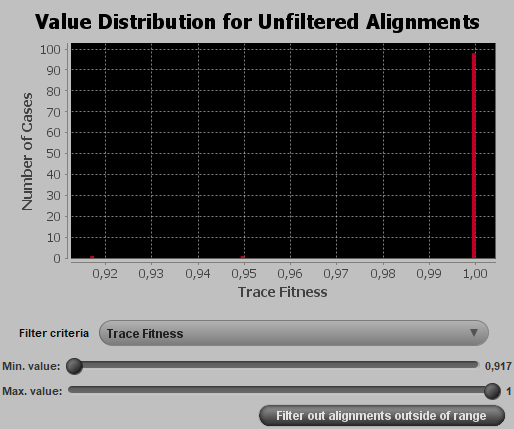 Value Distribution for Unfiltered Alignments
100
90
80
70
60
50
40
30
20
10
0
Number of Cases
0,92 0,93 0,94 0,95 0,96 0,97 0,98 0,99 1,00
Trace Fitness
Filter criteria Trace Fitness
Min. value: 0,917
Max. value: 1
Filter out alignments outside of range